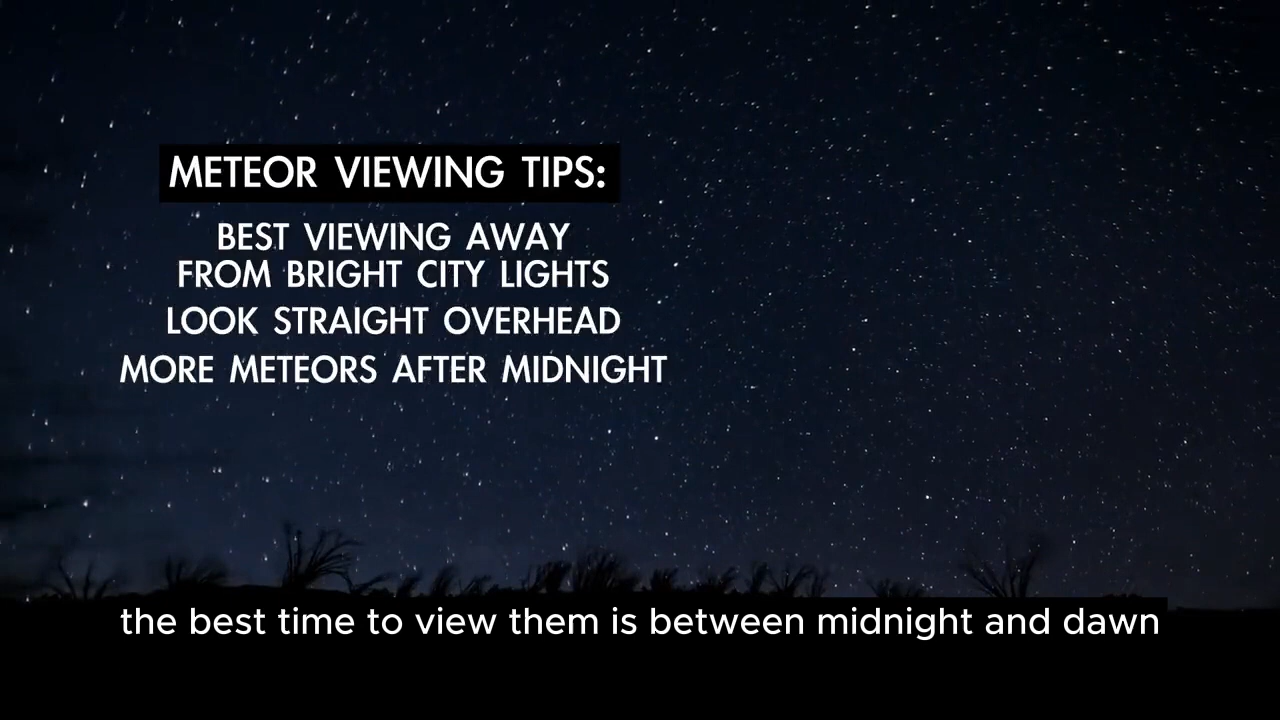 METEOR VIEWING TIPS:
BEST VIEWING AWAY
FROM BRIGHT CITY LIGHTS
LOOK STRAIGHT OVERHEAD
MORE METEORS AFTER MIDNIGHT
the best time to view them is between midnight and dawn